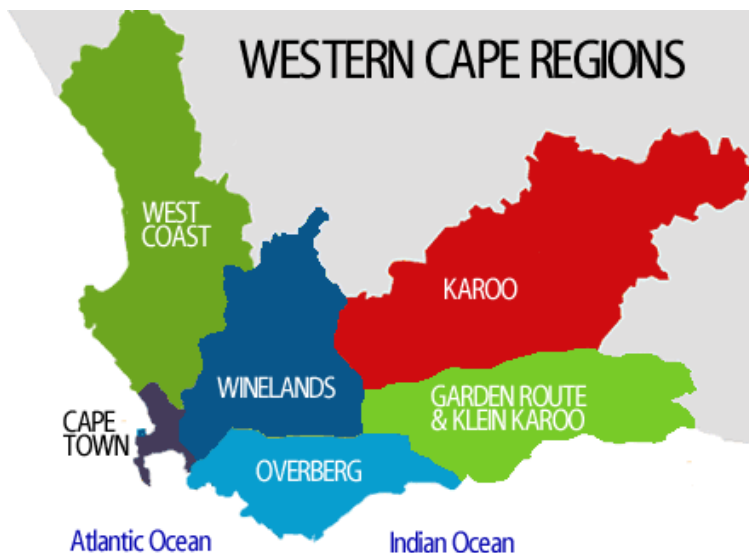 WESTERN CAPE REGIONS
WEST
COAST
KAROO
WINELANDS
GARDEN ROUTE
& KLEIN KAROO
CAPE
TOWN
OVERBERG
Atlantic Ocean
Indian Ocean